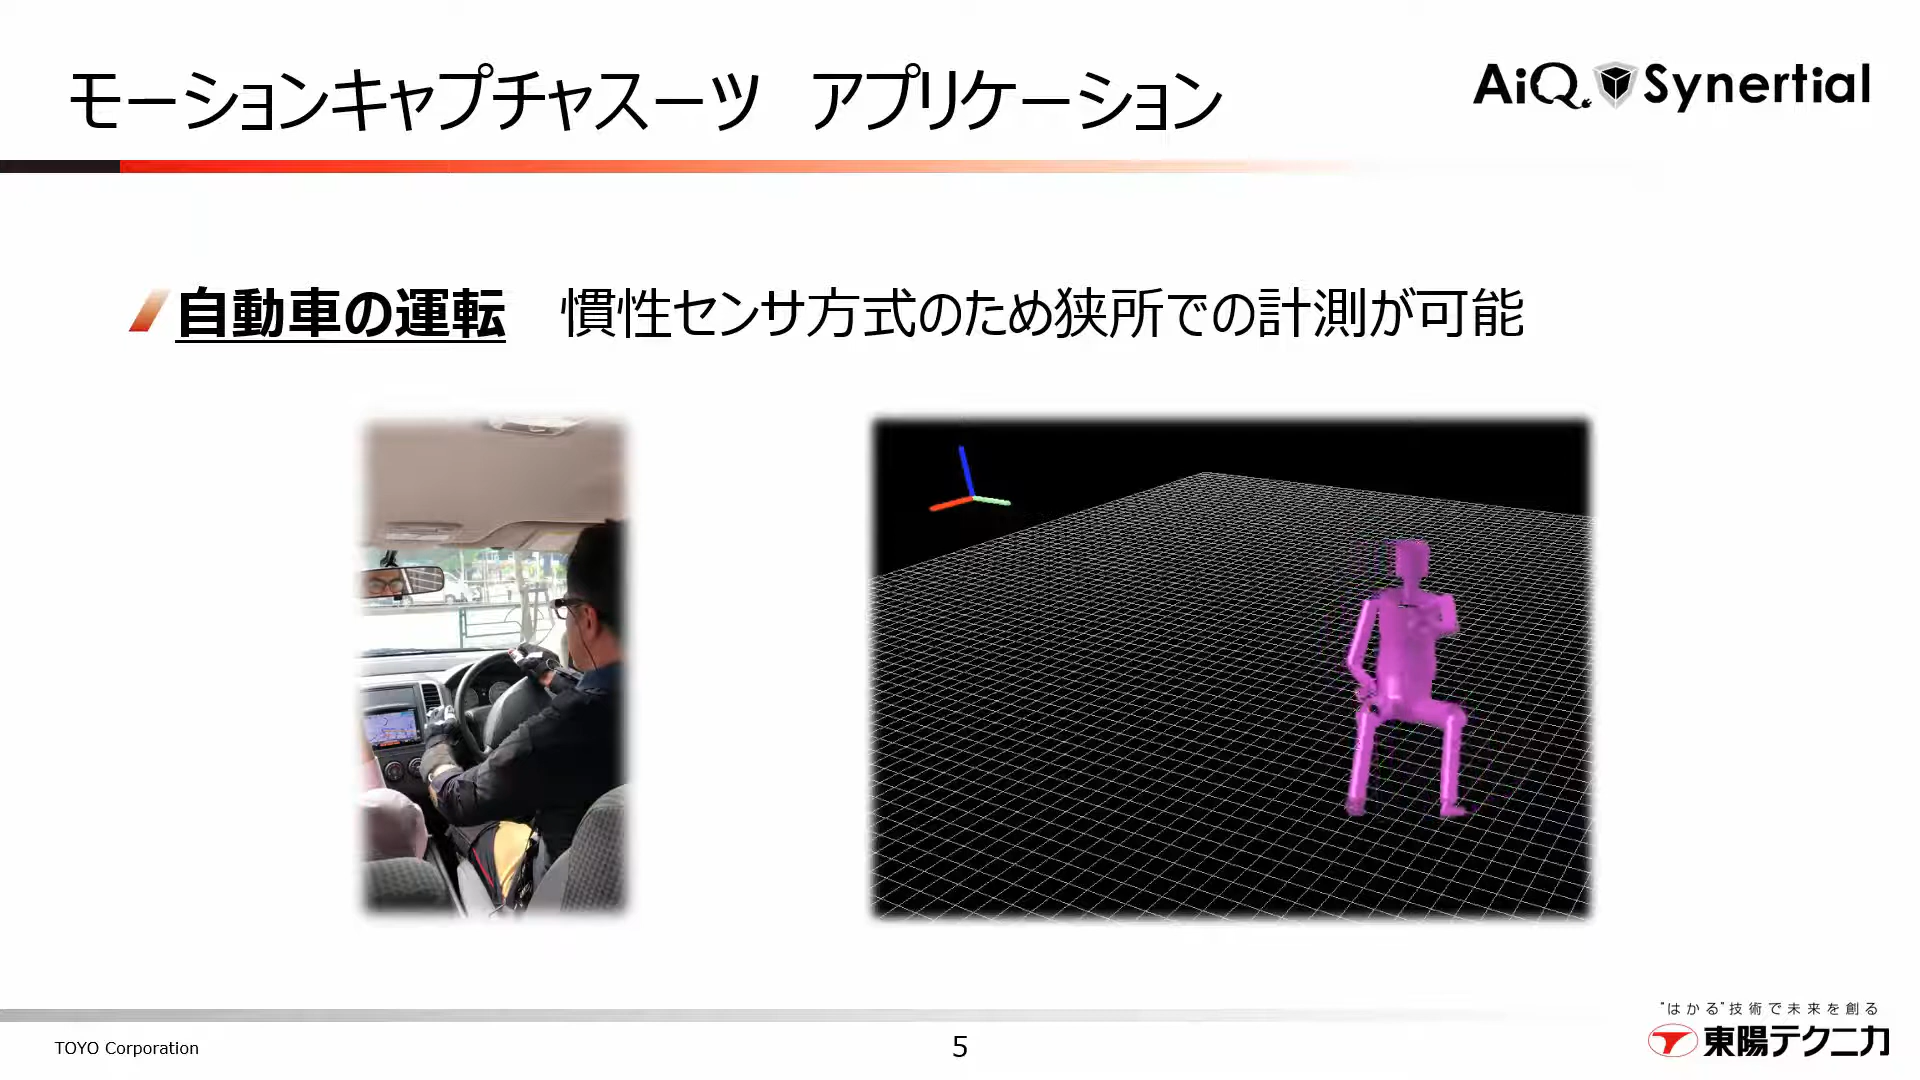 モーションキャプチャスーツ　アプリケーション
AiQ. Synertial
自動車の運転　慣性センサ方式のため狭所での計測が可能
"はかる"技術で未来を創る
TOYO Corporation
5
東陽テクニカ